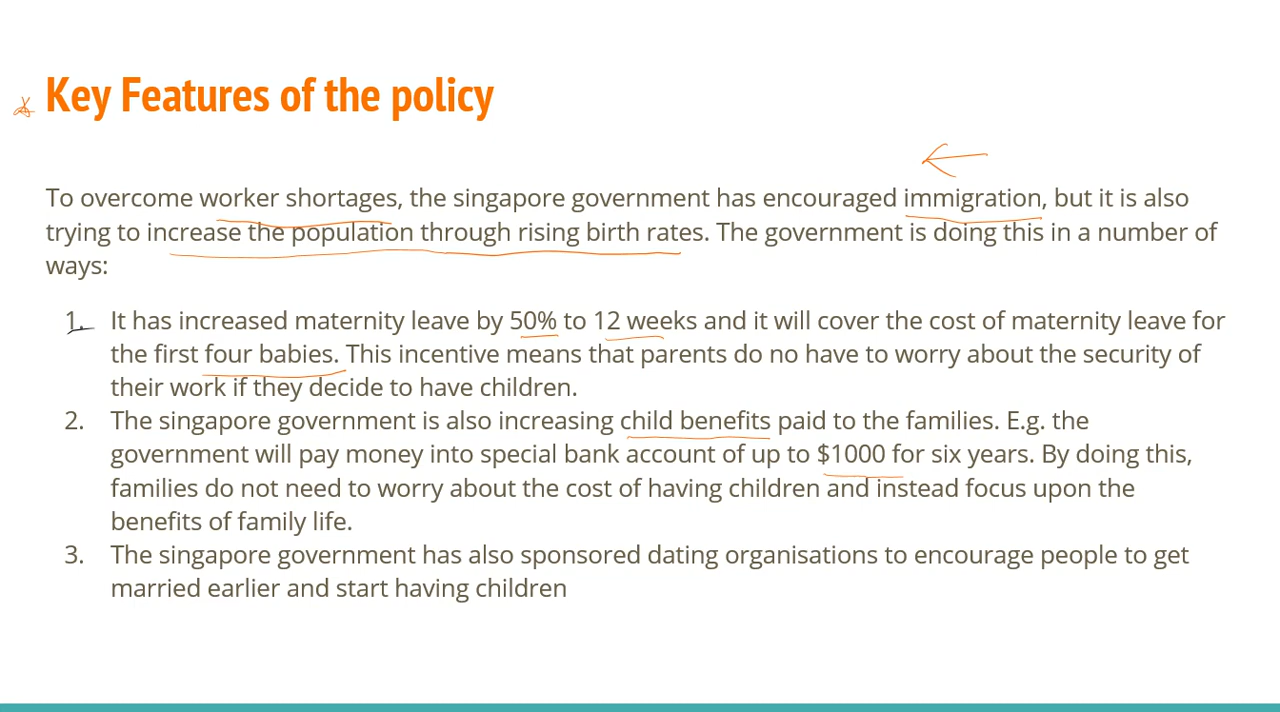 Key Features of the policy
To overcome worker shortages, the singapore government has encouraged immigration, but it is also
trying to increase the population through rising birth rates. The government is doing this in a number of
ways:
1. It has increased maternity leave by 50% to 12 weeks and it will cover the cost of maternity leave for
the first four babies. This incentive means that parents do no have to worry about the security of
their work if they decide to have children.
2. The singapore government is also increasing child benefits paid to the families. E.g. the
government will pay money into special bank account of up to $1000 for six years. By doing this,
families do not need to worry about the cost of having children and instead focus upon the
benefits of family life.
3. The singapore government has also sponsored dating organisations to encourage people to get
married earlier and start having children